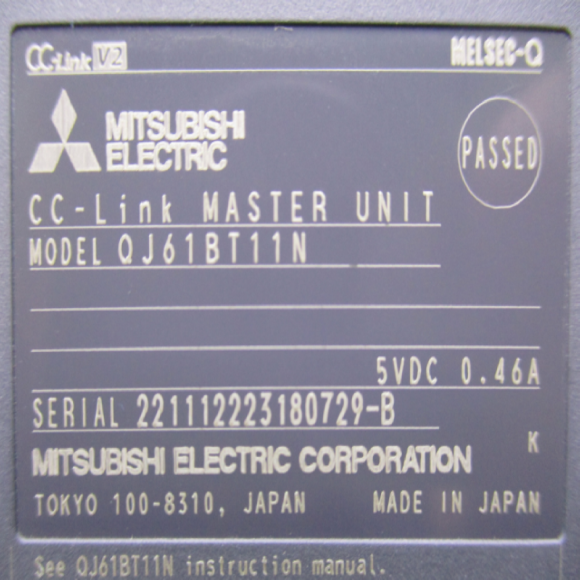 CC-Link V2 MELSEC-Q
MITSUBISHI
ELECTRIC
PASSED
CC-Link MASTER UNIT
MODEL QJ61BT11N
5VDC 0.46A
SERIAL 221112223180729-B
K
MITSUBISHI ELECTRIC CORPORATION
TOKYO 100-8310, JAPAN MADE IN JAPAN
See QJ61BT11N instruction manual.